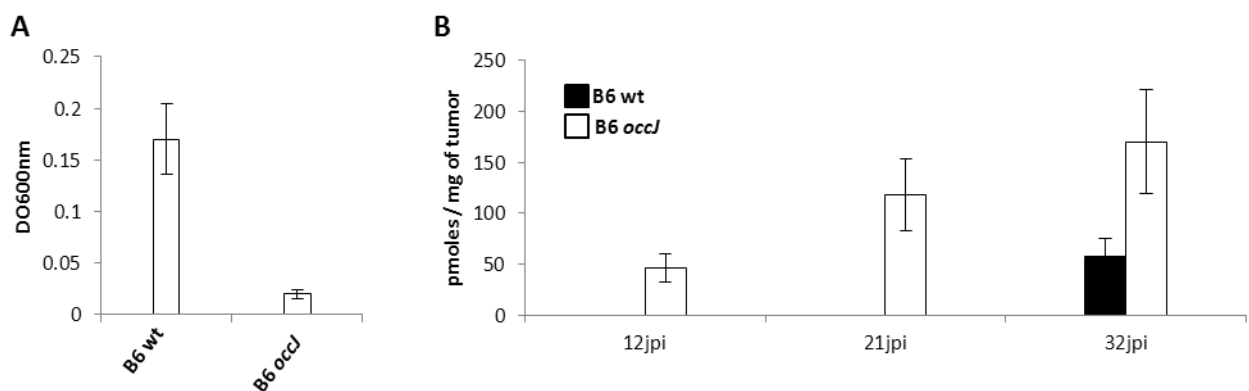 A
0.25
0.2
0.15
0.1
0.05
0
DO600nm
B6 wt
B6 occJ
B
250
200
150
100
50
0
pmoles / mg of tumor
B6 wt
B6 occJ
12jpi
21jpi
32jpi